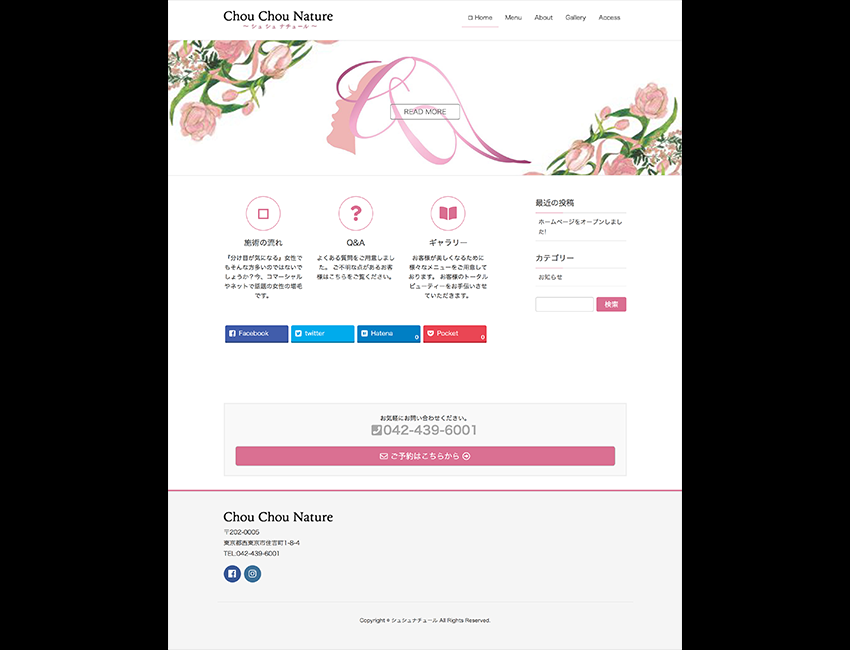 Chou Chou Nature
～ シュ シュ ナチュール ～
Home
Menu
About
Gallery
Access
READ MORE
施術の流れ
「分け目が気になる」女性で
もそんな方多いのではないで
しょうか？今、コマーシャル
やネットで話題の女性の増毛
です。
Q&A
よくある質問をご用意しまし
た。 ご不明な点があるお客
様はこちらをご覧ください。
ギャラリー
お客様が美しくなるために
様々なメニューをご用意して
おります。 お客様のトータル
ビューティーをお手伝いさせ
ていただきます。
最近の投稿
ホームページをオープンしまし
た！
カテゴリー
お知らせ
検索
Facebook
twitter
Hatena
0
Pocket
0
お気軽にお問い合わせください。
042-439-6001
ご予約はこちらから
Chou Chou Nature
〒202-0005
東京都西東京市住吉町1-8-4
TEL:042-439-6001
Copyright © シュシュナチュール All Rights Reserved.